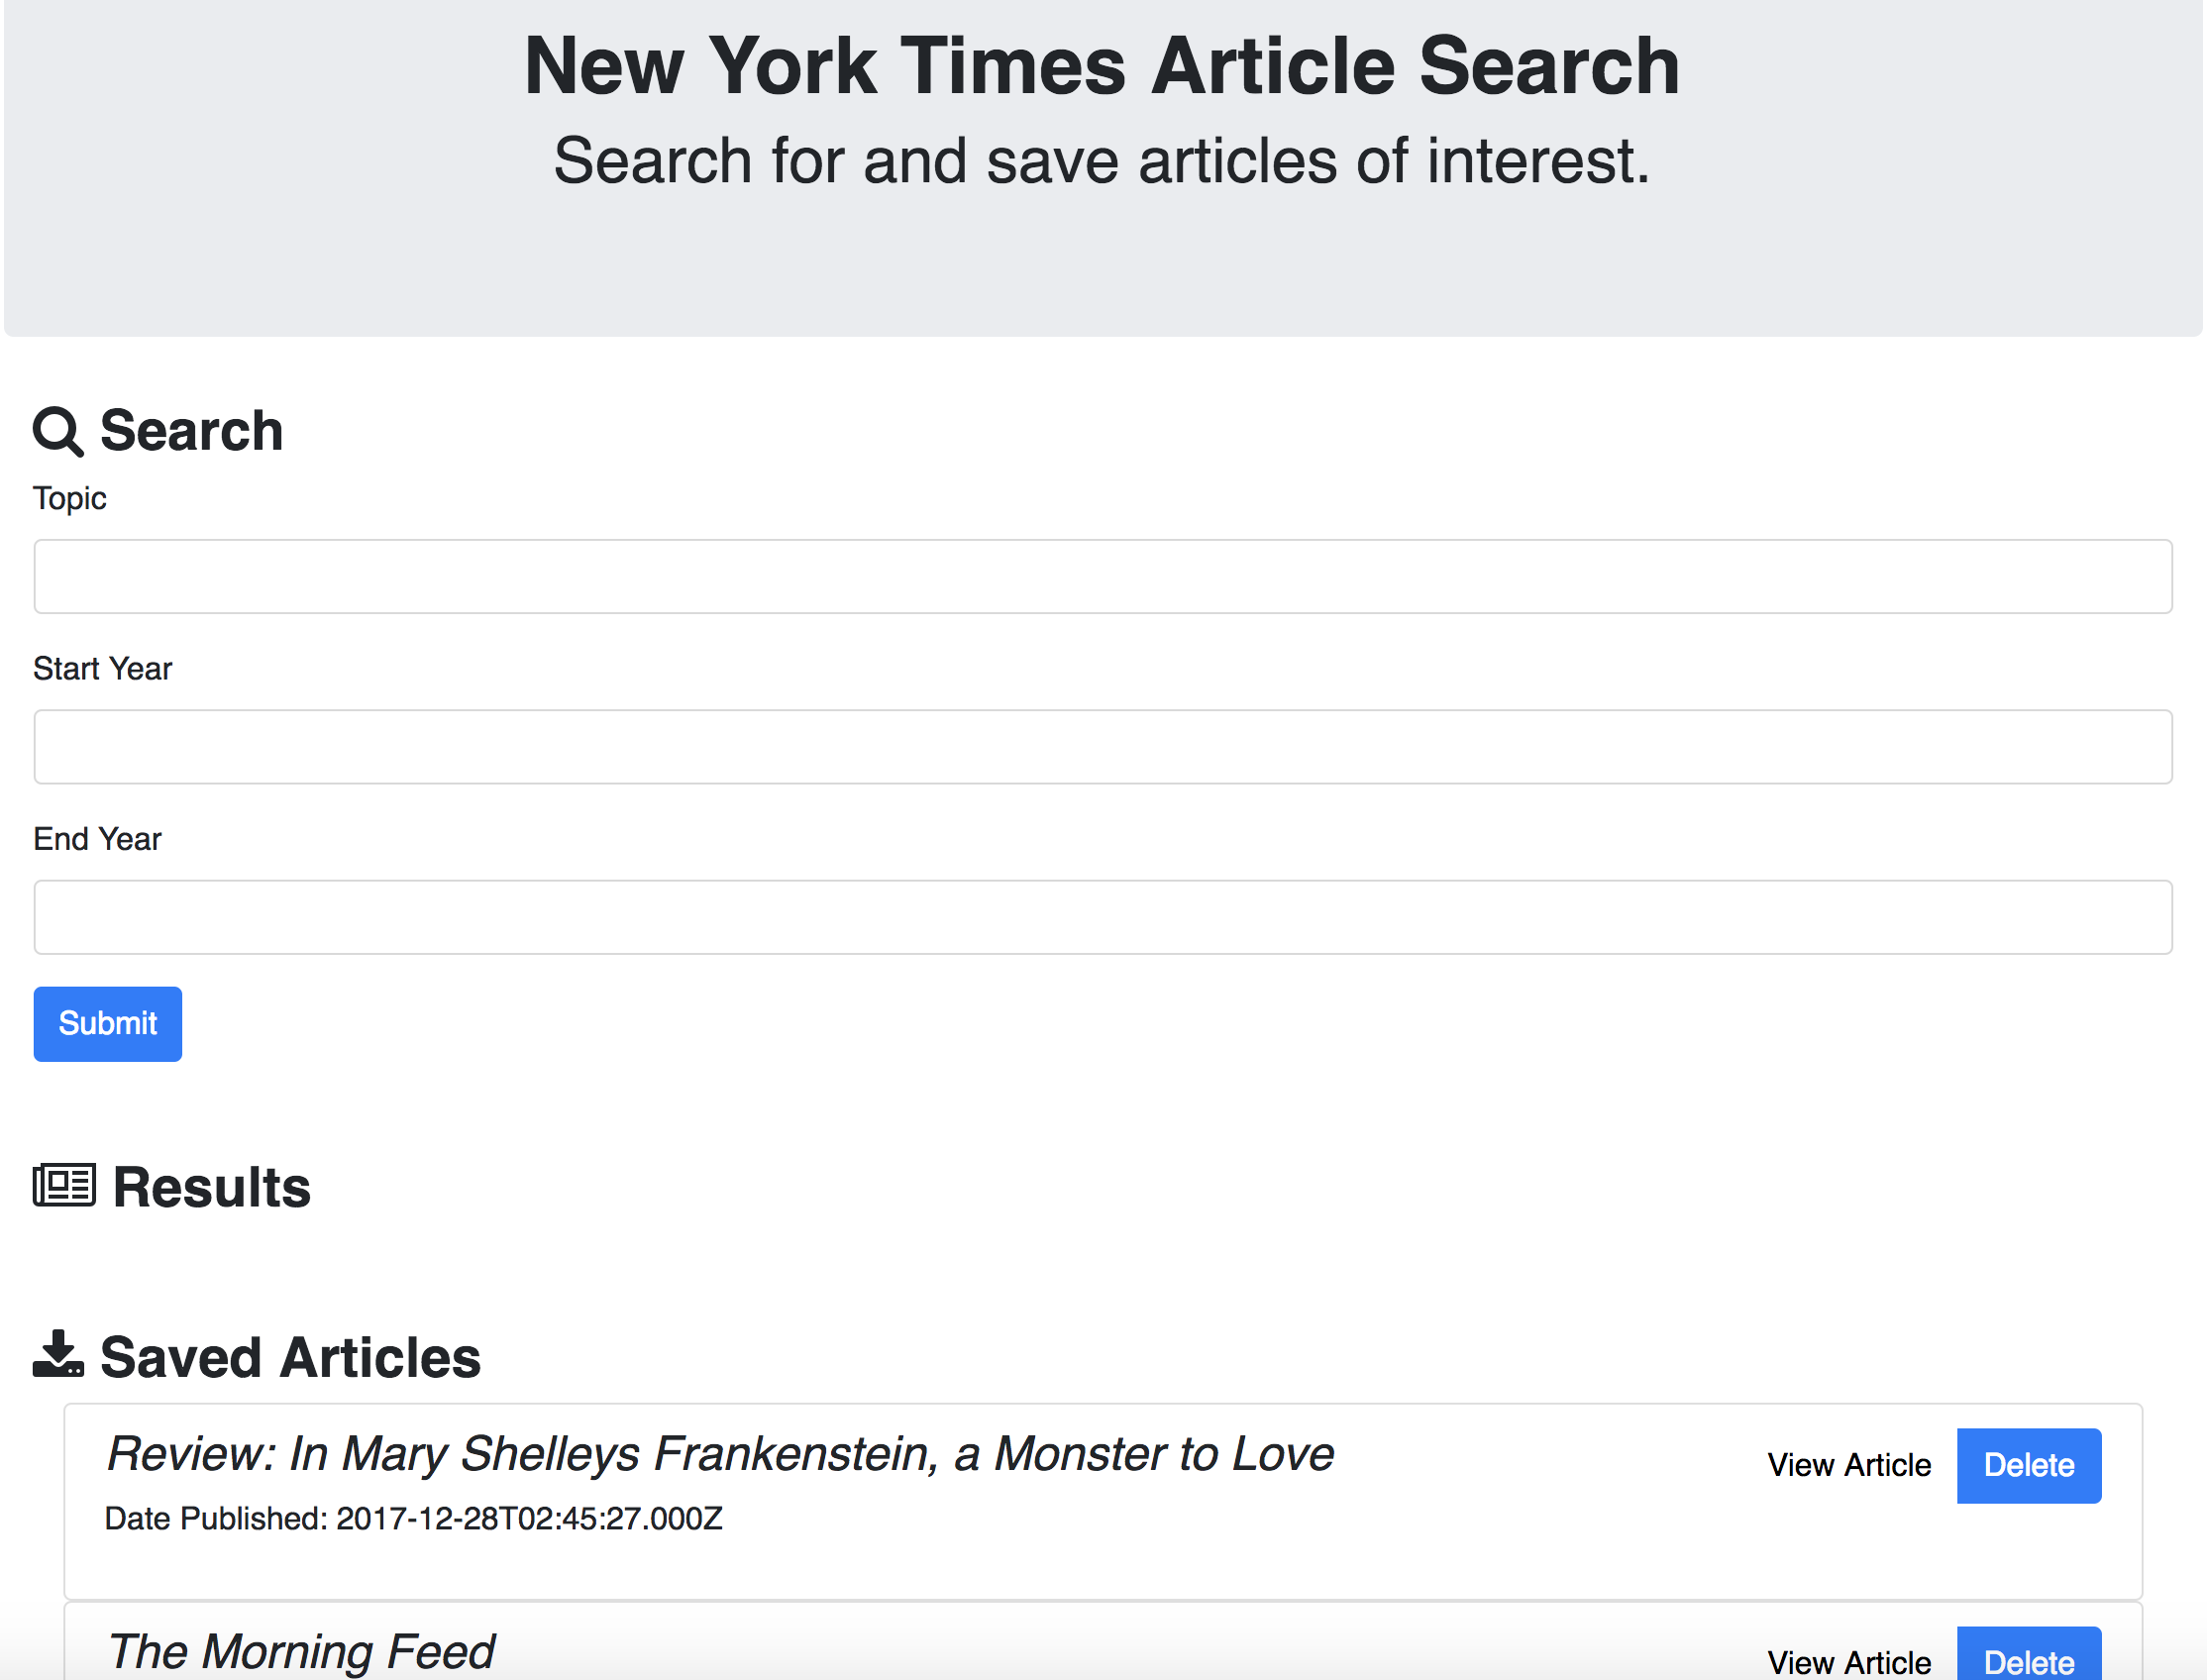 New York Times Article Search
Search for and save articles of interest.
Search
Topic
Start Year
End Year
Submit
Results
Saved Articles
Review: In Mary Shelleys Frankenstein, a Monster to Love
View Article
Delete
Date Published: 2017-12-28T02:45:27.000Z
The Morning Feed
View Article
Delete